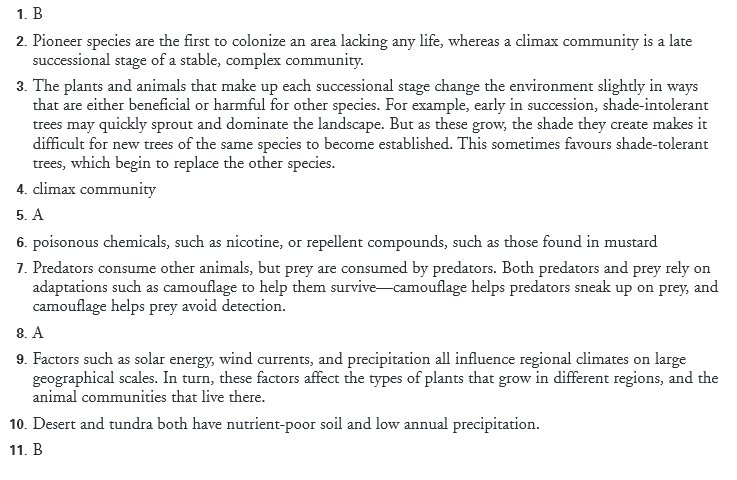 1. B
2. Pioneer species are the first to colonize an area lacking any life, whereas a climax community is a late
successional stage of a stable, complex community.
3. The plants and animals that make up each successional stage change the environment slightly in ways
that are either beneficial or harmful for other species. For example, early in succession, shade-intolerant
trees may quickly sprout and dominate the landscape. But as these grow, the shade they create makes it
difficult for new trees of the same species to become established. This sometimes favours shade-tolerant
trees, which begin to replace the other species.
4. climax community
5. A
6. poisonous chemicals, such as nicotine, or repellent compounds, such as those found in mustard
7. Predators consume other animals, but prey are consumed by predators. Both predators and prey rely on
adaptations such as camouflage to help them survive—camouflage helps predators sneak up on prey, and
camouflage helps prey avoid detection.
8. A
9. Factors such as solar energy, wind currents, and precipitation all influence regional climates on large
geographical scales. In turn, these factors affect the types of plants that grow in different regions, and the
animal communities that live there.
10. Desert and tundra both have nutrient-poor soil and low annual precipitation.
11. B